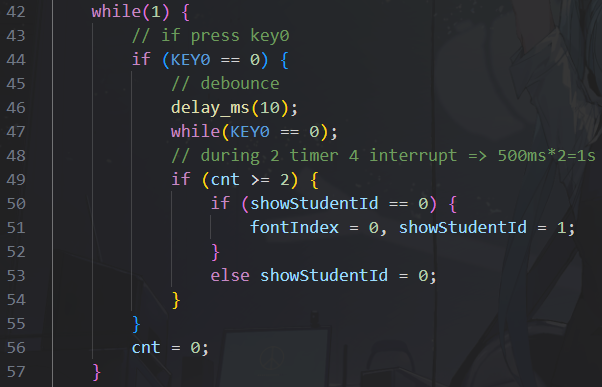 42 while(1) {
43 // if press key0
44 if (KEY0 == 0) {
45 // debounce
46 delay_ms(10);
47 while(KEY0 == 0);
48 // during 2 timer 4 interrupt => 500ms*2=1s
49 if (cnt >= 2) {
50 if (showStudentId == 0) {
51 fontIndex = 0, showStudentId = 1;
52 }
53 else showStudentId = 0;
54 }
55 }
56 cnt = 0;
57 }